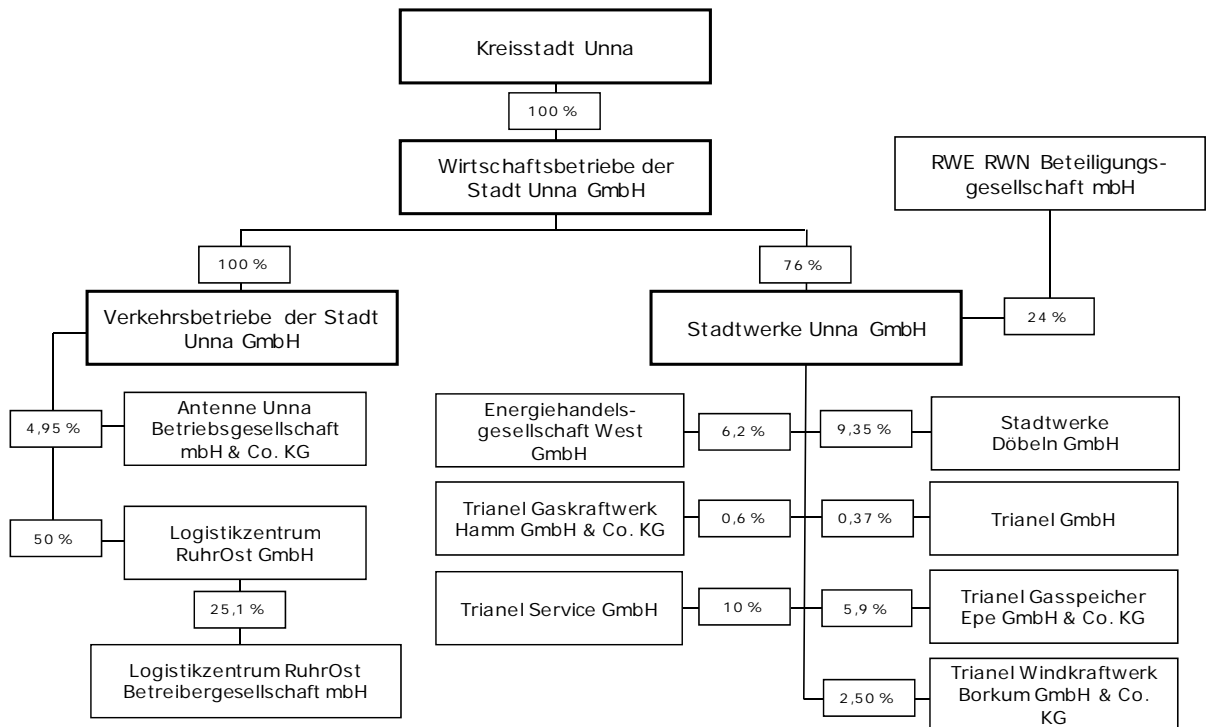 Kreisstadt Unna
100 %
Wirtschaftsbetriebe der
Stadt Unna GmbH
RWE RWN Beteiligungs-
gesellschaft mbH
100 %
76 %
24 %
Verkehrsbetriebe der Stadt
Unna GmbH
Stadtwerke Unna GmbH
4,95 %
Antenne Unna
Betriebsgesellschaft
mbH & Co. KG
50 %
Logistikzentrum
RuhrOst GmbH
25,1 %
Logistikzentrum RuhrOst
Betreibergesellschaft mbH
Energiehandels-
gesellschaft West
GmbH
6,2 %
9,35 %
Stadtwerke
Döbeln GmbH
Trianel Gaskraftwerk
Hamm GmbH & Co. KG
0,6 %
0,37 %
Trianel GmbH
Trianel Service GmbH
10 %
5,9 %
Trianel Gasspeicher
Epe GmbH & Co. KG
2,50 %
Trianel Windkraftwerk
Borkum GmbH & Co.
KG